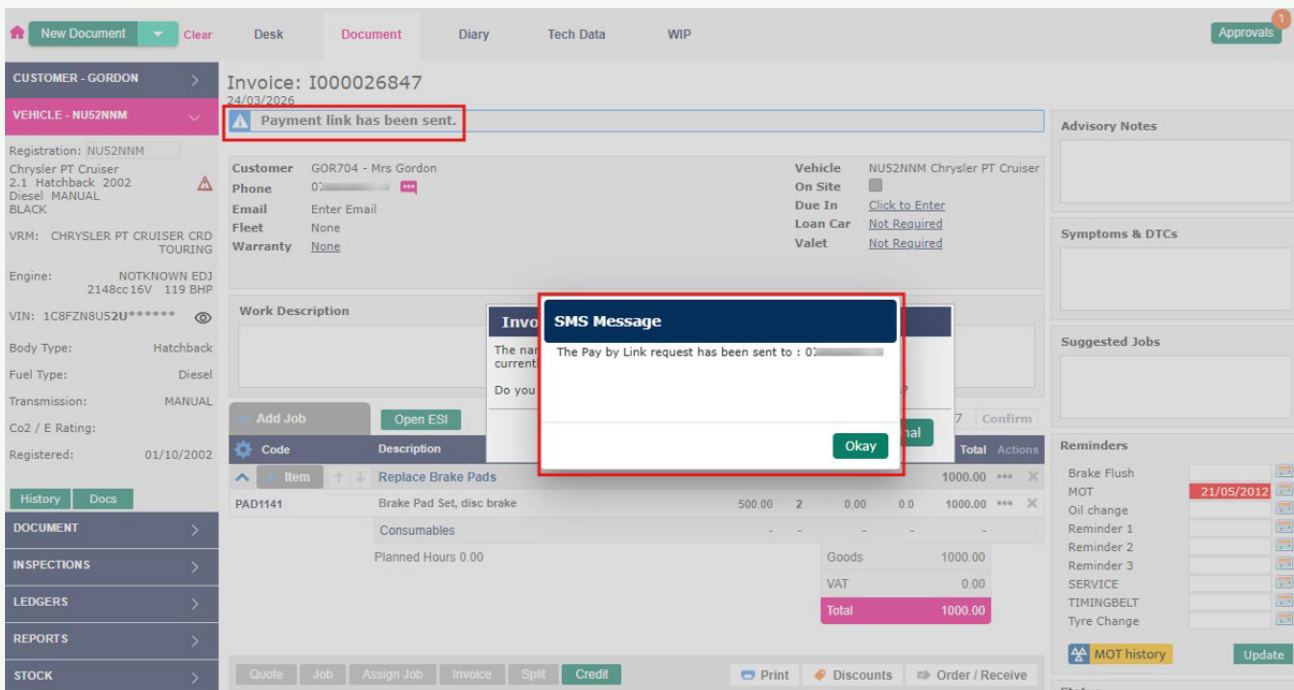 New Document
Clear
Desk
Document
Diary
Tech Data
WIP
1
Approvals
CUSTOMER - GORDON
VEHICLE - NU52NNM
Registration: NU52NNM
Chrysler PT Cruiser
2.1 Hatchback 2002
Diesel MANUAL
BLACK
VRM: CHRYSLER PT CRUISER CRD
TOURING
Engine: NOTKNOWN EDJ
2148cc 16V 119 BHP
VIN: 1C8FZN8U52U******
Body Type: Hatchback
Fuel Type: Diesel
Transmission: MANUAL
Co2 / E Rating:
Registered: 01/10/2002
History Docs
DOCUMENT
INSPECTIONS
LEDGERS
REPORTS
STOCK
Invoice: I000026847
24/03/2026
Payment link has been sent.
Customer GOR704 - Mrs Gordon
Phone 07
Email Enter Email
Fleet None
Warranty None
Vehicle NU52NNM Chrysler PT Cruiser
On Site
Due In Click to Enter
Loan Car Not Required
Valet Not Required
Work Description
Invo
The nar
current
Do you ?
nal
SMS Message
The Pay by Link request has been sent to : 07
Okay
+ Add Job Open ESI 7 Confirm
Code Description Total Actions
+ Item Replace Brake Pads 1000.00
PAD1141 Brake Pad Set, disc brake 500.00 2 0.00 0.0 1000.00
Consumables - - - - -
Planned Hours 0.00
Goods 1000.00
VAT 0.00
Total 1000.00
Quote Job Assign Job Invoice Split Credit Print Discounts Order / Receive
Advisory Notes
Symptoms & DTCs
Suggested Jobs
Reminders
Brake Flush
MOT 21/05/2012
Oil change
Reminder 1
Reminder 2
Reminder 3
SERVICE
TIMINGBELT
Tyre Change
MOT history Update
Status